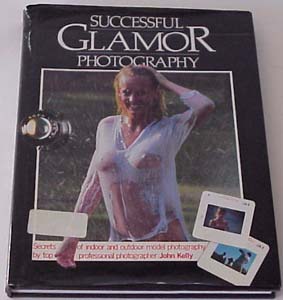 SUCCESSFUL
GLAMOR
PHOTOGRAPHY
Secrets of indoor and outdoor model photography
by top professional photographer John Kelly